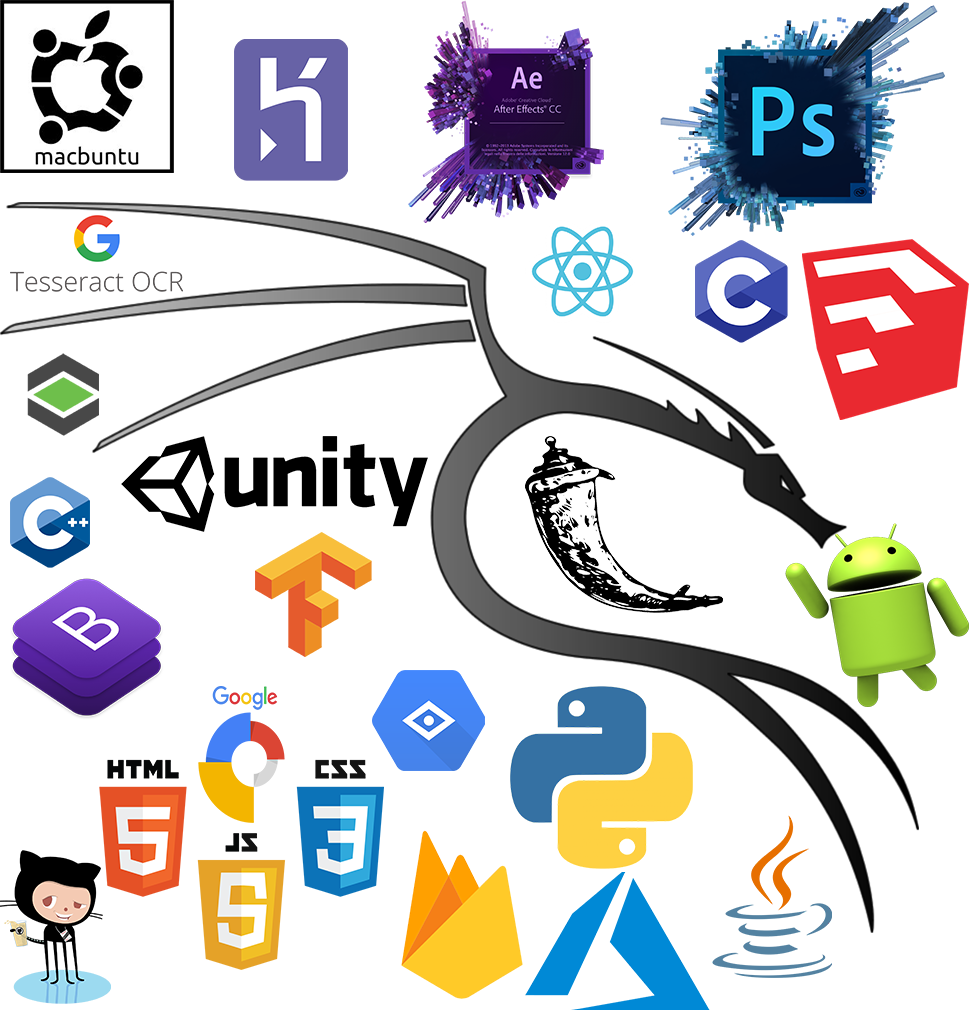 macbuntu
Ae
Adobe Creative Cloud
After Effects® CC
Ps
G
Tesseract OCR
C
unity
C++
B
Google
HTML
5
CSS
3
JS
5